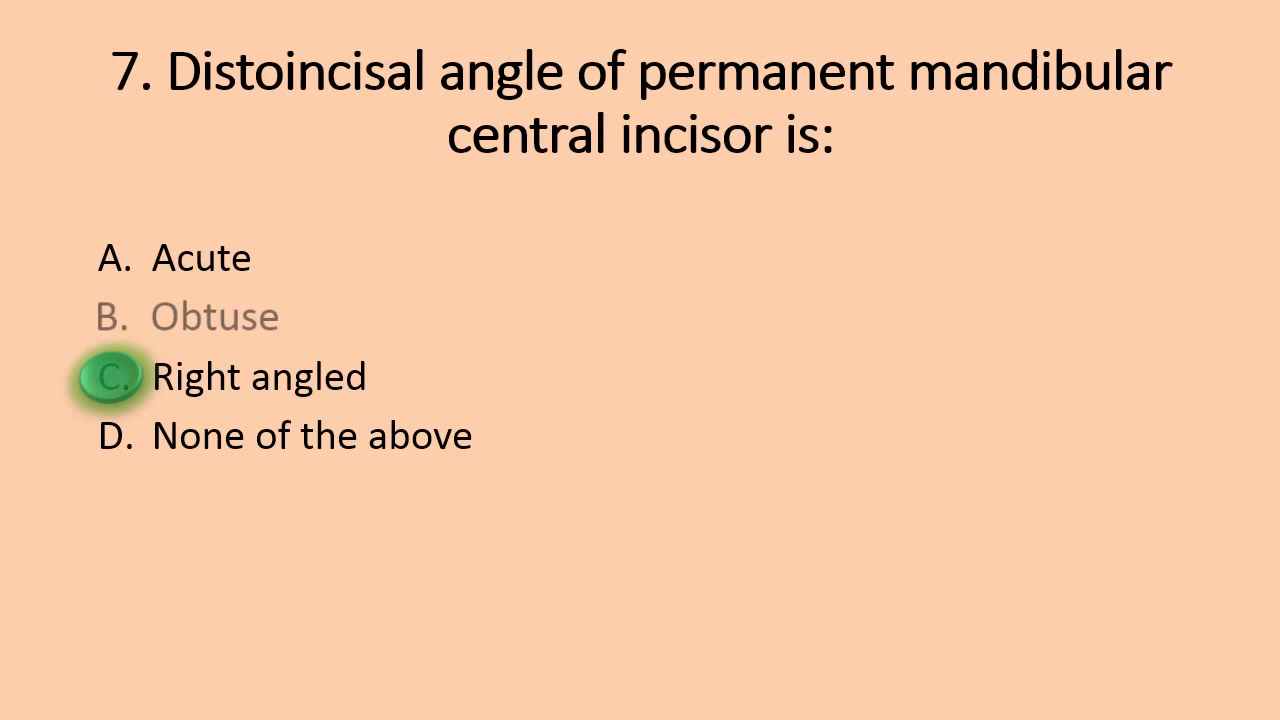 7. Distoincisal angle of permanent mandibular
central incisor is:
A. Acute
B. Obtuse
C. Right angled
D. None of the above